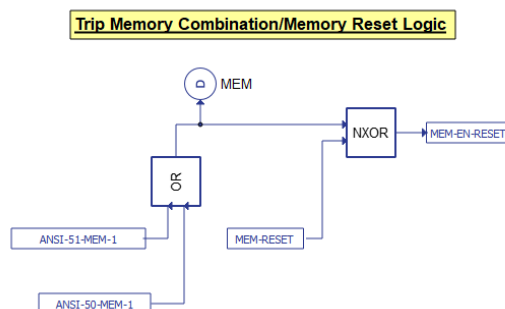 Trip Memory Combination/Memory Reset Logic
D
MEM
NXOR
MEM-EN-RESET
OR
ANSI-51-MEM-1
MEM-RESET
ANSI-50-MEM-1